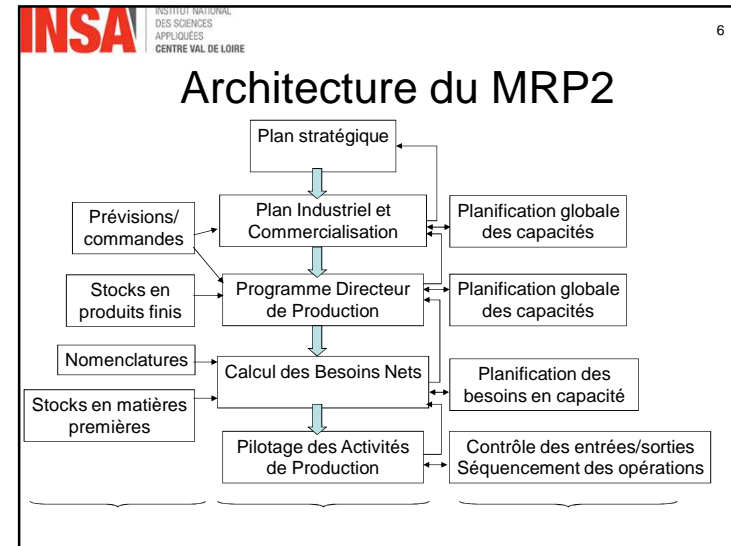 INSA
INSTITUT NATIONAL
DES SCIENCES
APPLIQUÉES
CENTRE VAL DE LOIRE
6
Architecture du MRP2
Plan stratégique
Prévisions/
commandes
Plan Industriel et
Commercialisation
Planification globale
des capacités
Stocks en
produits finis
Programme Directeur
de Production
Planification globale
des capacités
Nomenclatures
Calcul des Besoins Nets
Planification des
besoins en capacité
Stocks en matières
premières
Pilotage des Activités
de Production
Contrôle des entrées/sorties
Séquencement des opérations